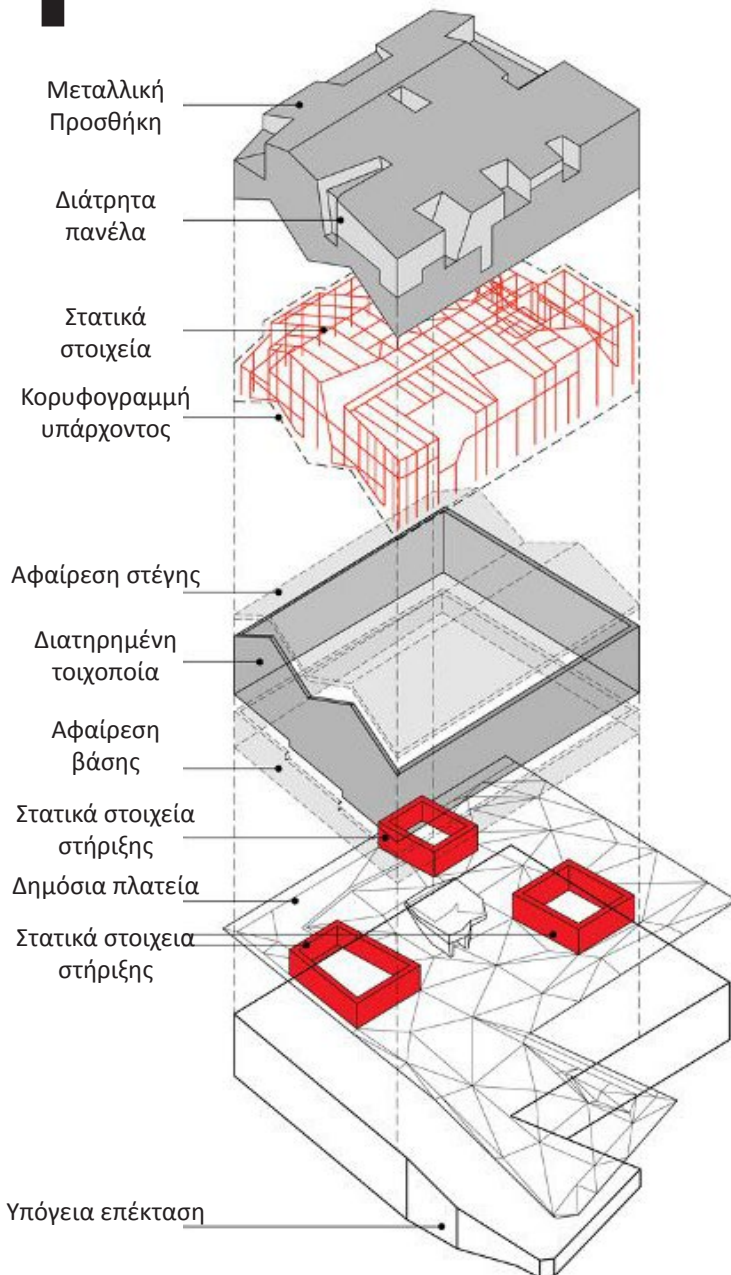 Μεταλλική
Προσθήκη
Διάτρητα
πανέλα
Στατικά
στοιχεία
Κορυφογραμμή
υπάρχοντος
Αφαίρεση στέγης
Διατηρημένη
τοιχοποία
Αφαίρεση
βάσης
Στατικά στοιχεία
στήριξης
Δημόσια πλατεία
Στατικά στοιχεια
στήριξης
Υπόγεια επέκταση